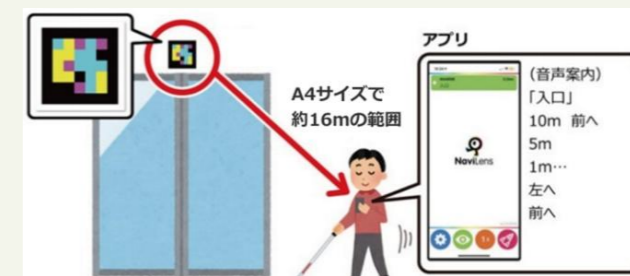 アプリ
A4サイズで
約16mの範囲
NaviLens
（音声案内）
「入口」
10m 前へ
5m
1m…
左へ
前へ